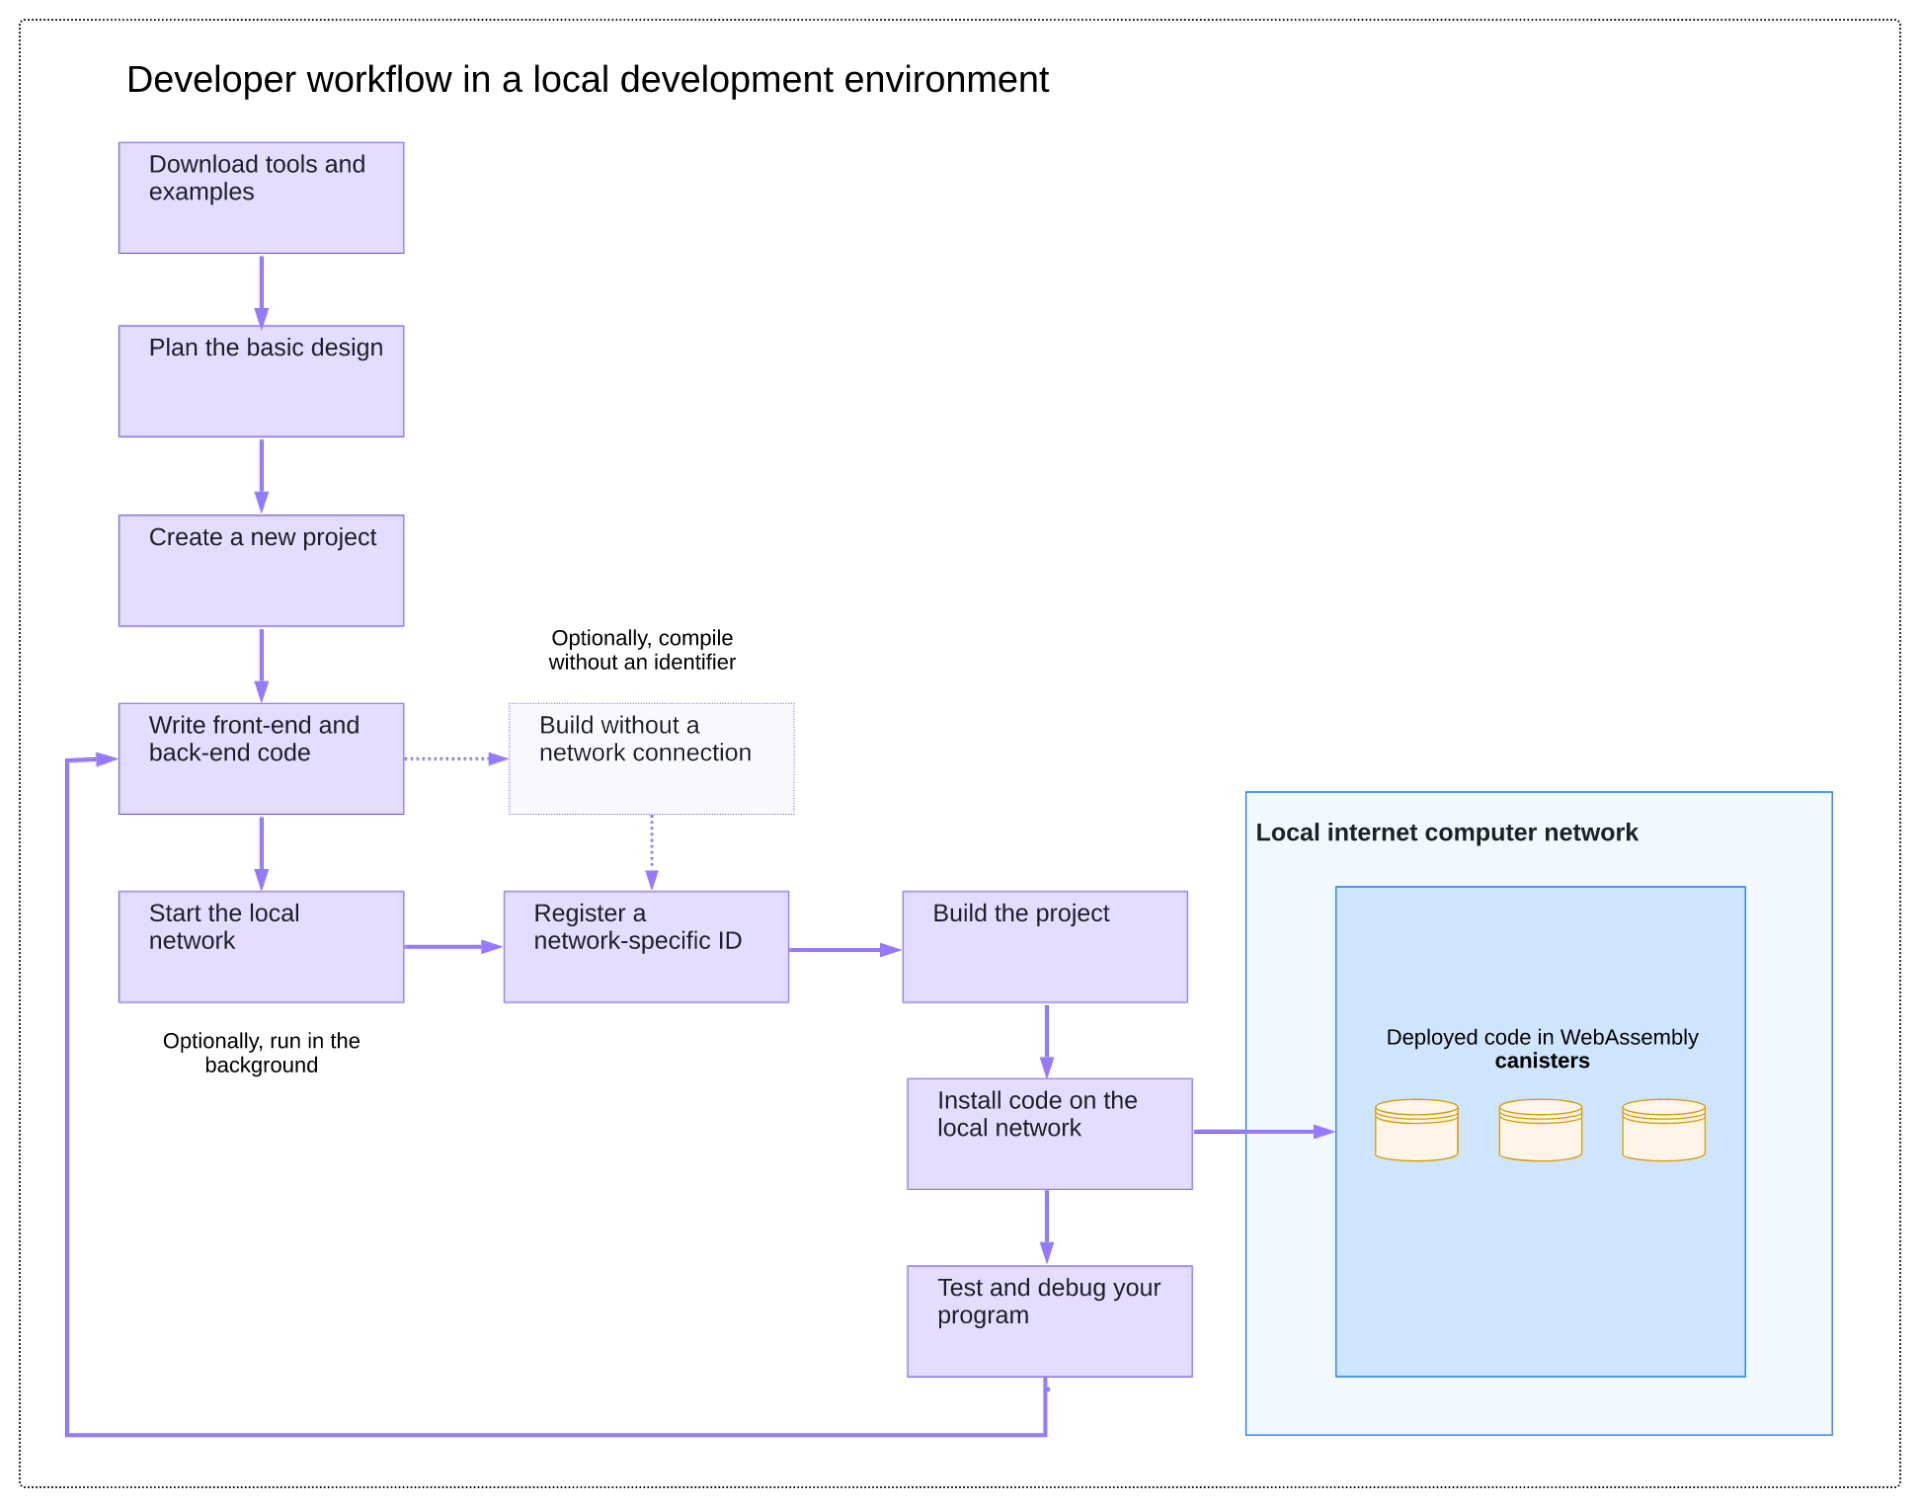 Developer workflow in a local development environment
Download tools and
examples
Plan the basic design
Create a new project
Optionally, compile
without an identifier
Write front-end and
back-end code
Build without a
network connection
Local internet computer network
Start the local
network
Register a
network-specific ID
Build the project
Optionally, run in the
background
Deployed code in WebAssembly
canisters
Install code on the
local network
Test and debug your
program